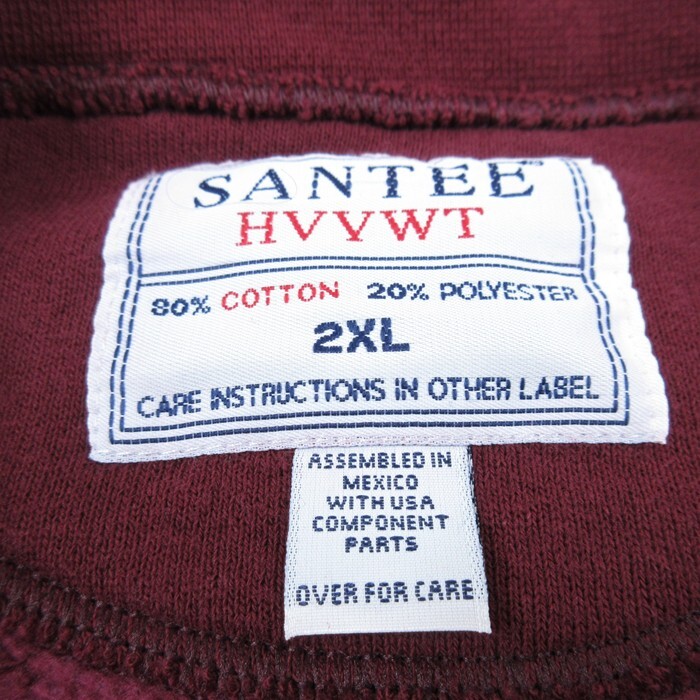 SANTEE
HVYWT
80% COTTON 20% POLYESTER
2XL
CARE INSTRUCTIONS IN OTHER LABEL
ASSEMBLED IN
MEXICO
WITH USA
COMPONENT
PARTS
OVER FOR CARE